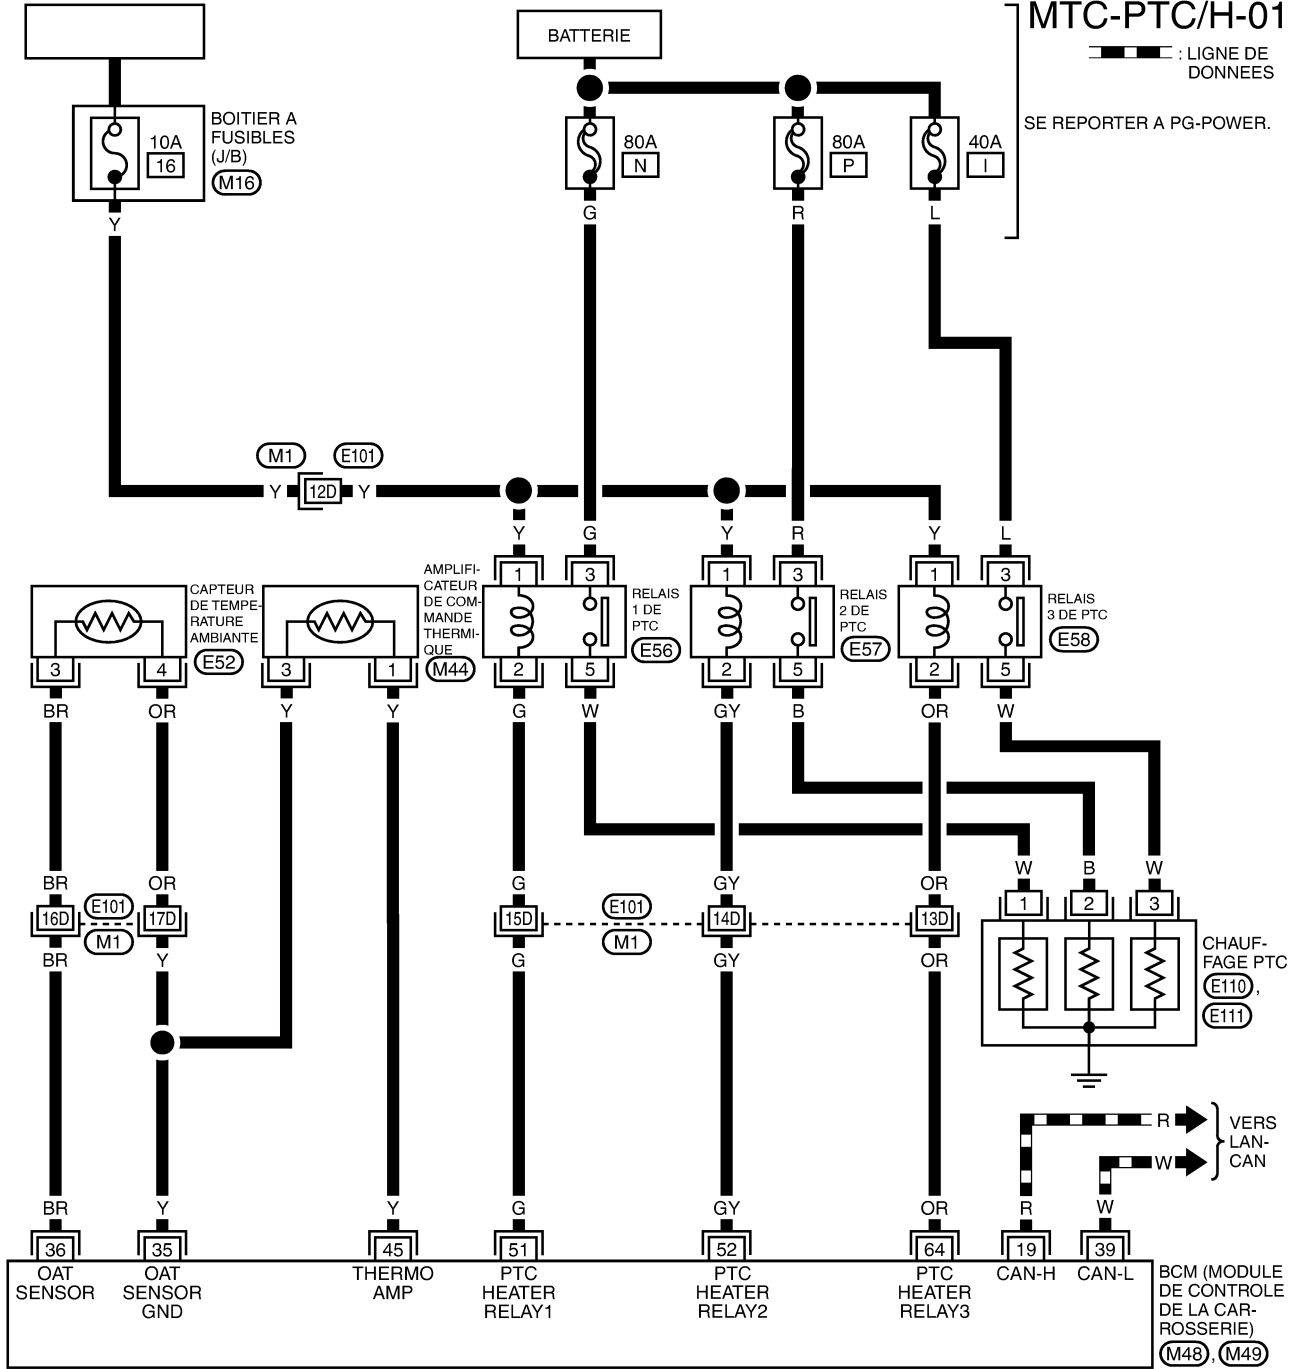 MTC-PTC/H-01
BATTERIE
: LIGNE DE
DONNEES
SE REPORTER A PG-POWER.
BOITIER A
FUSIBLES
(J/B)
M16
10A
16
80A
N
80A
P
40A
I
Y
G
R
L
M1
E101
Y
12D
Y
Y
G
Y
R
Y
L
1
3
1
3
1
3
CAPTEUR
DE TEMPE-
RATURE
AMBIANTE
E52
AMPLIFI-
CATEUR
DE COM-
MANDE
THERMI-
QUE
M44
RELAIS
1 DE
PTC
E56
RELAIS
2 DE
PTC
E57
RELAIS
3 DE PTC
E58
3
4
3
1
2
5
2
5
2
5
BR
OR
Y
Y
G
W
GY
B
OR
W
BR
OR
G
GY
OR
W
B
W
16D
E101
M1
17D
15D
E101
M1
14D
13D
1
2
3
BR
Y
G
GY
OR
CHAUF-
FAGE PTC
E110 ,
E111
R
VERS
LAN-
CAN
W
BR
Y
Y
G
GY
OR
R
W
36
35
45
51
52
64
19
39
OAT
SENSOR
OAT
SENSOR
GND
THERMO
AMP
PTC
HEATER
RELAY1
PTC
HEATER
RELAY2
PTC
HEATER
RELAY3
CAN-H
CAN-L
BCM (MODULE
DE CONTROLE
DE LA CAR-
ROSSERIE)
M48 , M49